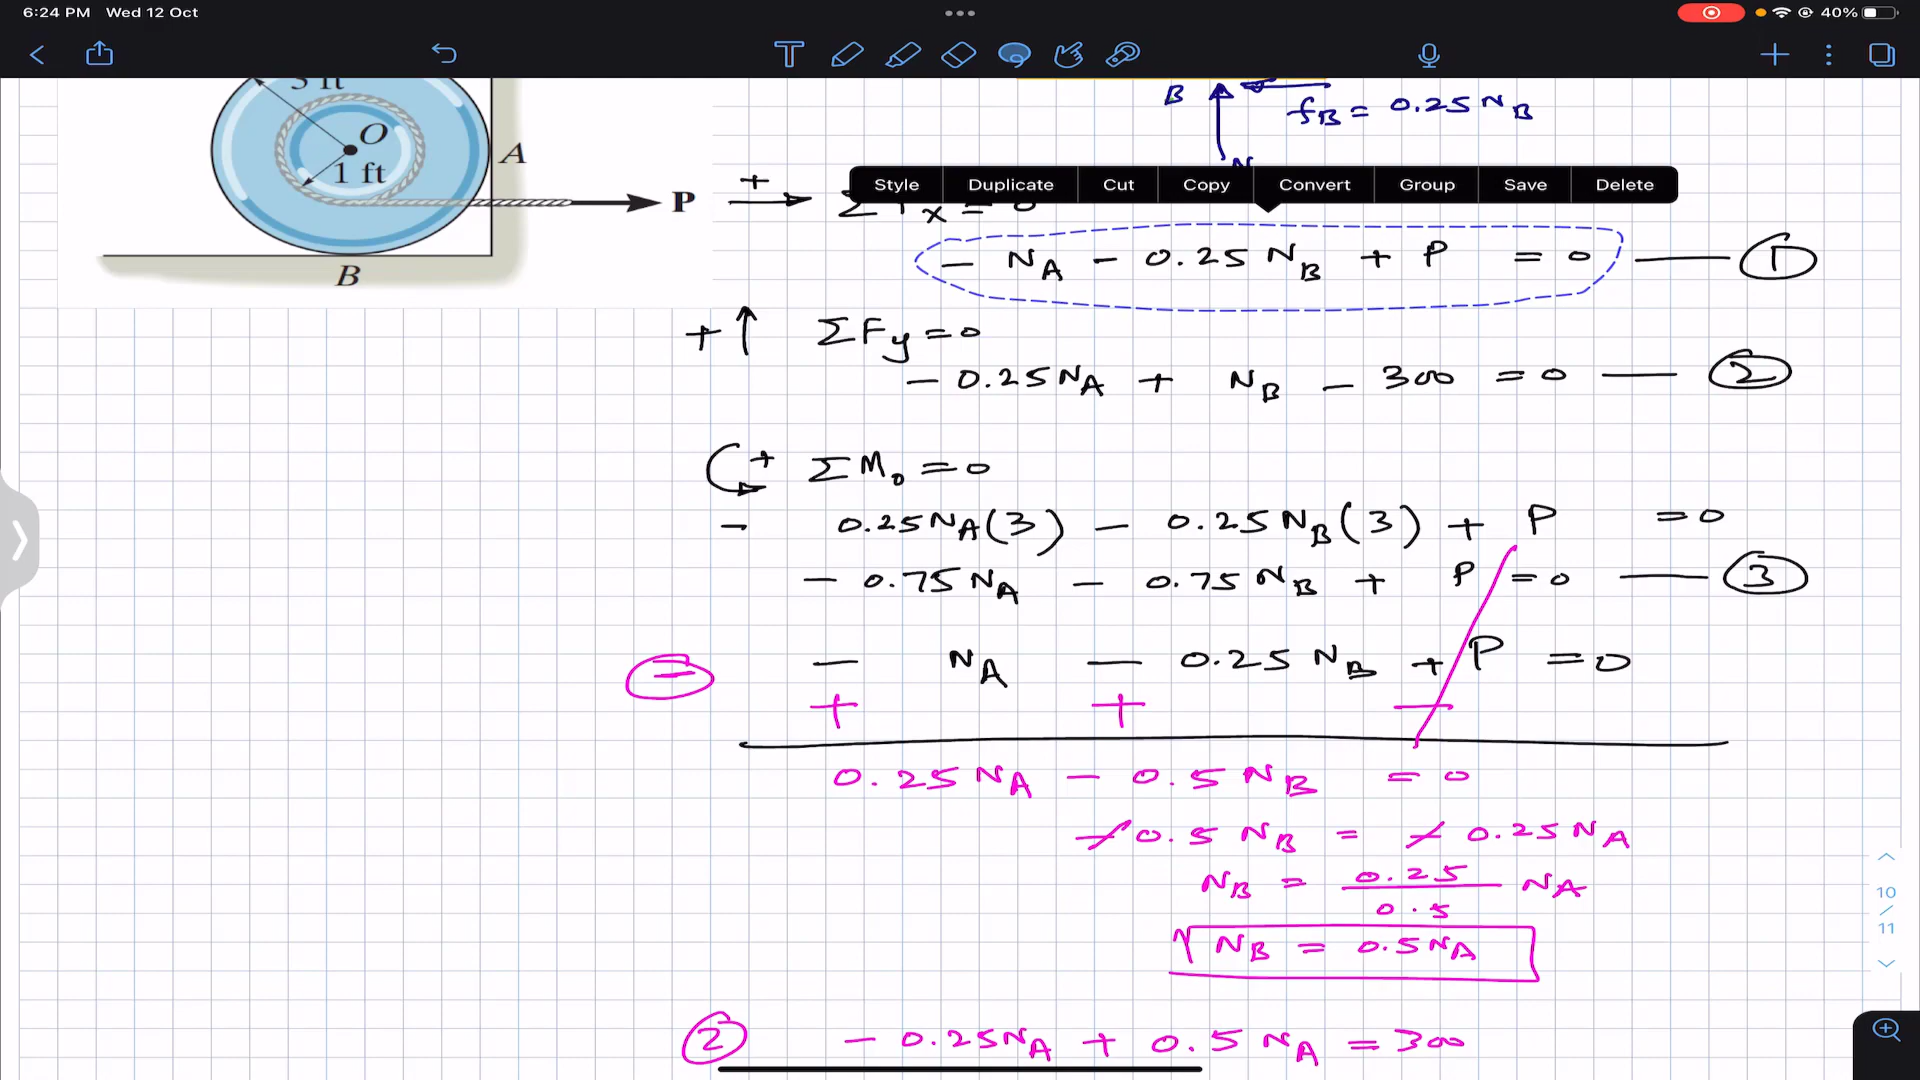 6:24 PM Wed 12 Oct
40%
3 ft
O
1 ft
A
P
B
B
f_B = 0.25 N_B
Style Duplicate Cut Copy Convert Group Save Delete
+ → ΣF_x = 0
- N_A - 0.25 N_B + P = 0 — ①
+ ↑ ΣF_y = 0
- 0.25 N_A + N_B - 300 = 0 — ②
+ ΣM_o = 0
- 0.25 N_A (3) - 0.25 N_B (3) + P = 0
- 0.75 N_A - 0.75 N_B + P = 0 — ③
- N_A - 0.25 N_B + P = 0
- + + -
0.25 N_A - 0.5 N_B = 0
- 0.5 N_B = - 0.25 N_A
N_B = 0.25/0.5 N_A
N_B = 0.5 N_A
② - 0.25 N_A + 0.5 N_A = 300
10
/
11